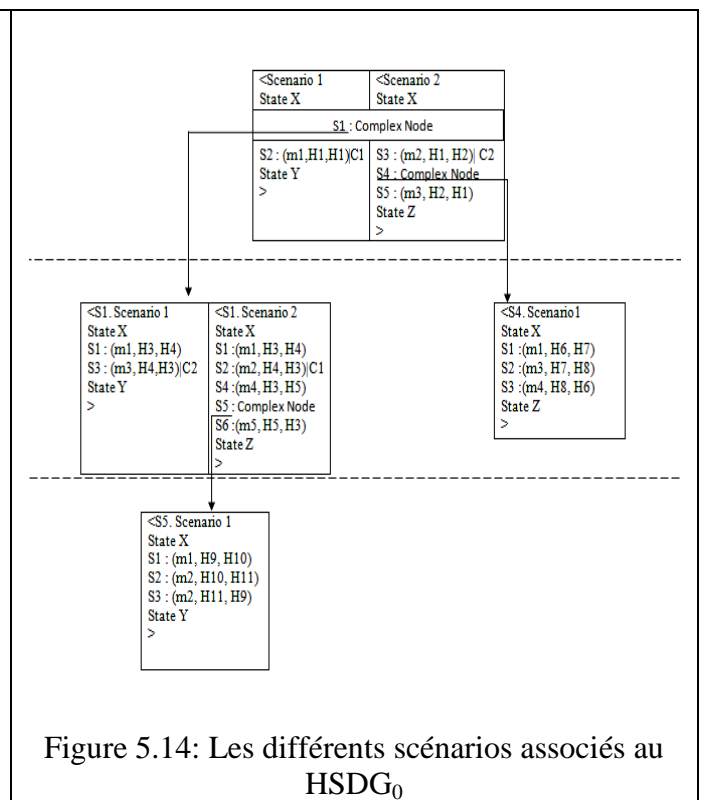 <Scenario 1
State X
<Scenario 2
State X
S1 : Complex Node
S2 : (m1,H1,H1)C1
State Y
>
S3 : (m2, H1, H2)| C2
S4 : Complex Node
S5 : (m3, H2, H1)
State Z
>
<S1. Scenario 1
State X
S1 : (m1, H3, H4)
S3 : (m3, H4,H3)|C2
State Y
>
<S1. Scenario 2
State X
S1 :(m1, H3, H4)
S2 :(m2, H4, H3)|C1
S4 :(m4, H3, H5)
S5 : Complex Node
S6 :(m5, H5, H3)
State Z
>
<S4. Scenario1
State X
S1 : (m1, H6, H7)
S2 : (m3, H7, H8)
S3 : (m4, H8, H6)
State Z
>
<S5. Scenario 1
State X
S1 : (m1, H9, H10)
S2 : (m2, H10, H11)
S3 : (m2, H11, H9)
State Y
>
Figure 5.14: Les différents scénarios associés au
HSDG₀